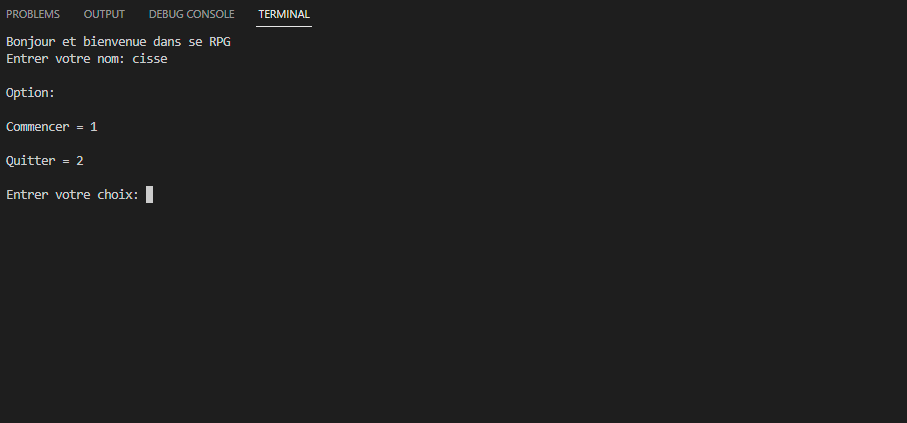 PROBLEMS OUTPUT DEBUG CONSOLE TERMINAL
Bonjour et bienvenue dans se RPG
Entrer votre nom: cisse
Option:
Commencer = 1
Quitter = 2
Entrer votre choix: